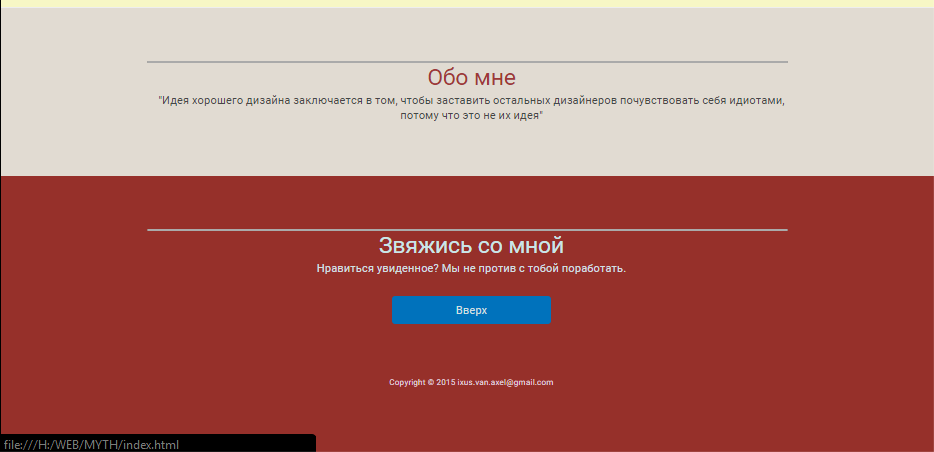 Обо мне
"Идея хорошего дизайна заключается в том, чтобы заставить остальных дизайнеров почувствовать себя идиотами,
потому что это не их идея"
Звяжись со мной
Нравиться увиденное? Мы не против с тобой поработать.
Вверх
Copyright © 2015 ixus.van.axel@gmail.com
file:///H:/WEB/MYTH/index.html